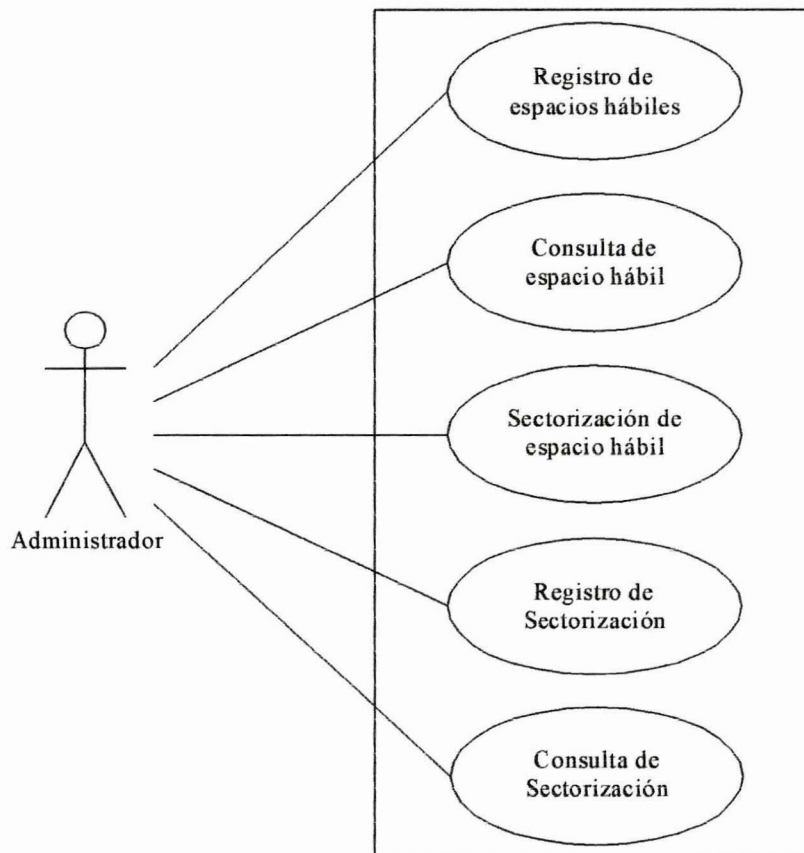 Registro de
espacios hábiles
Consulta de
espacio hábil
Sectorización de
espacio hábil
Administrador
Registro de
Sectorización
Consulta de
Sectorización